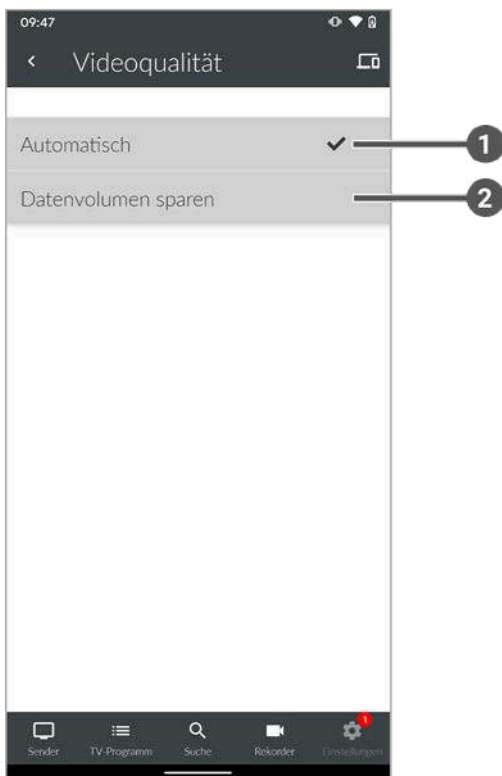 09:47
Videoqualität
Automatisch
1
Datenvolumen sparen
2
1
Sender TV-Programm Suche Rekorder Einstellungen